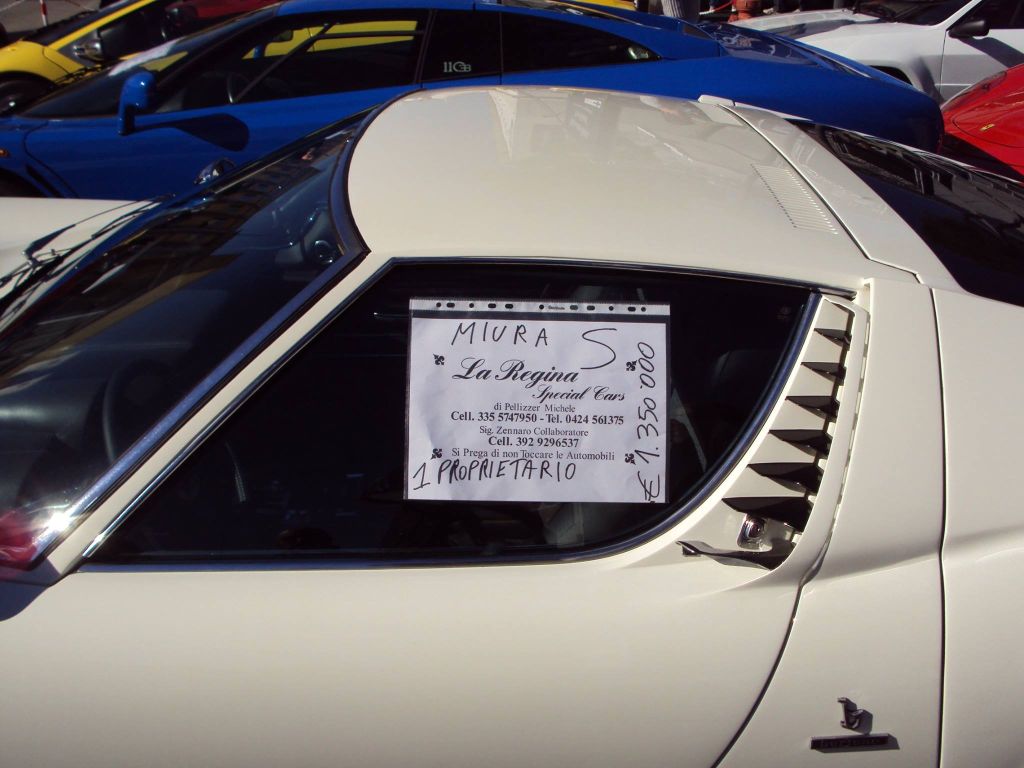 MIURA S
La Regina
Special Cars
di Pellizzer Michele
Cell. 335 5747950 - Tel. 0424 561375
Sig. Zennaro Collaboratore
Cell. 392 9296537
Si Prega di non Toccare le Automobili
1 PROPRIETARIO
€ 1.350'000